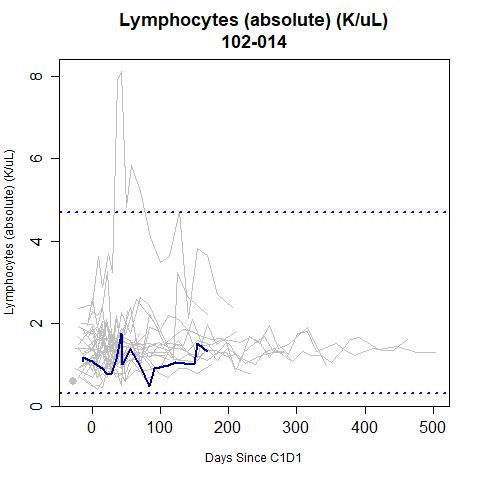 Lymphocytes (absolute) (K/uL)
102-014
Lymphocytes (absolute) (K/uL)
8
6
4
2
0
0 100 200 300 400 500
Days Since C1D1